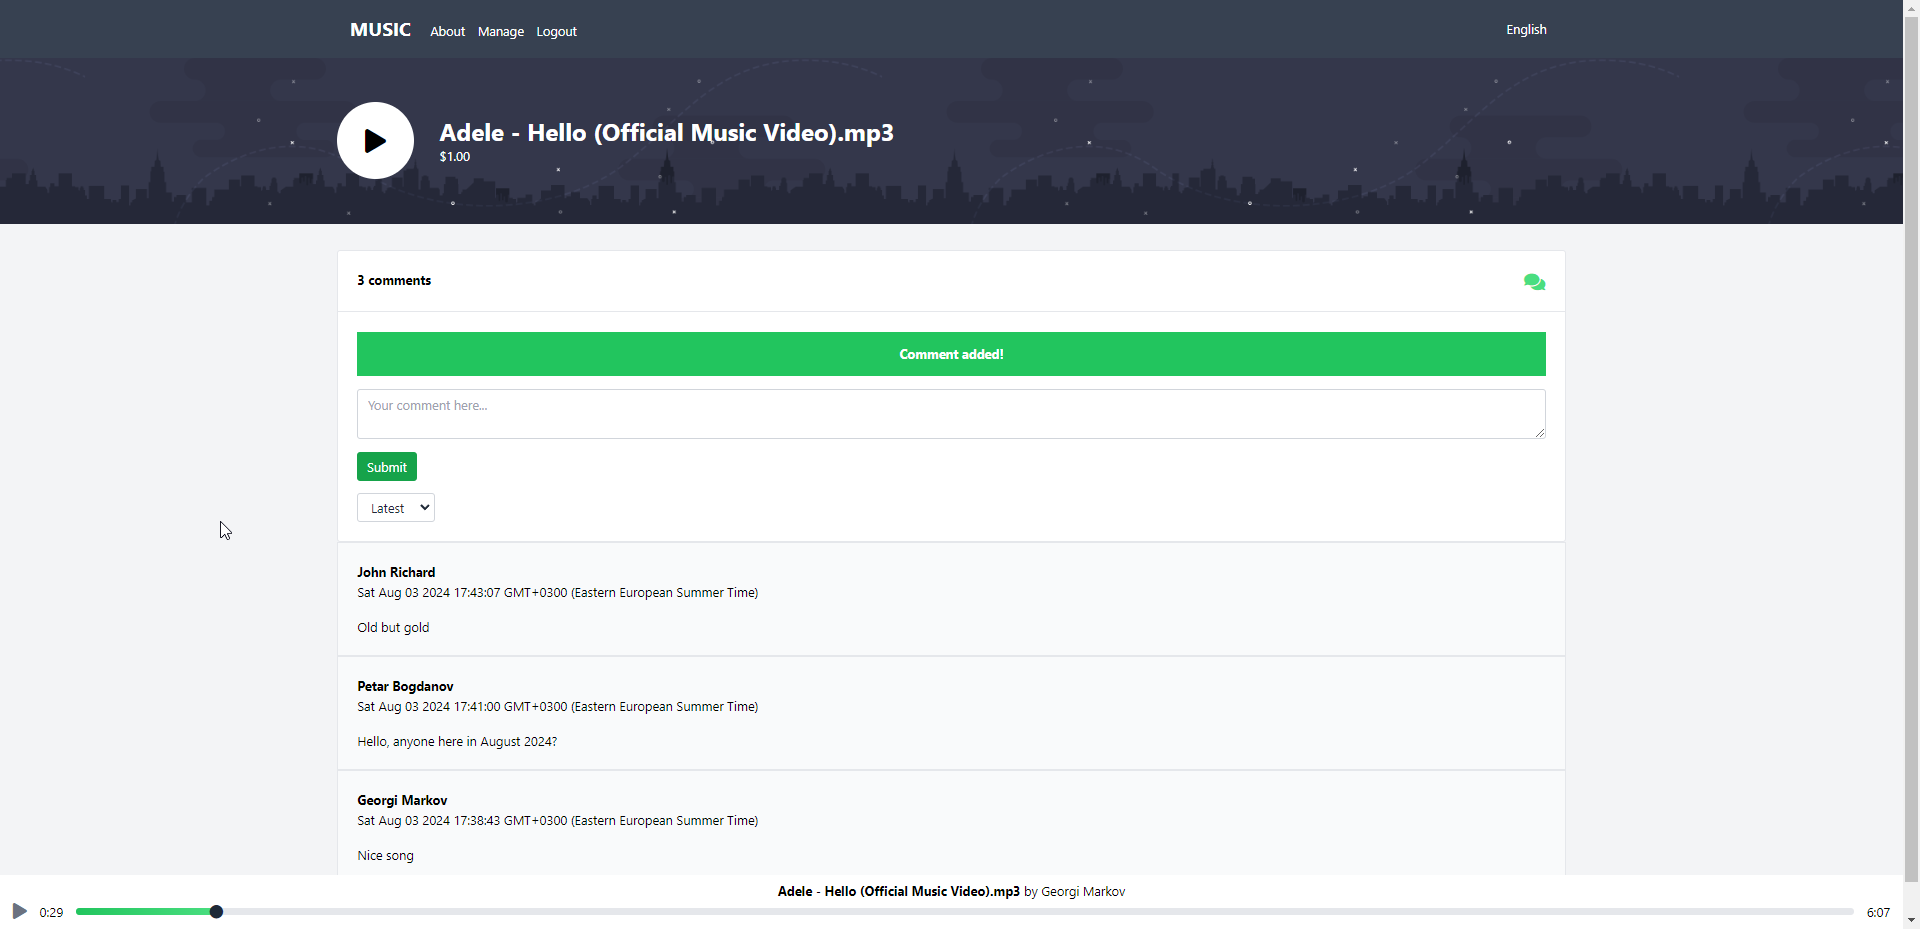 MUSIC About Manage Logout English
Adele - Hello (Official Music Video).mp3
$1.00
3 comments
Comment added!
Your comment here...
Submit
Latest
John Richard
Sat Aug 03 2024 17:43:07 GMT+0300 (Eastern European Summer Time)
Old but gold
Petar Bogdanov
Sat Aug 03 2024 17:41:00 GMT+0300 (Eastern European Summer Time)
Hello, anyone here in August 2024?
Georgi Markov
Sat Aug 03 2024 17:38:43 GMT+0300 (Eastern European Summer Time)
Nice song
Adele - Hello (Official Music Video).mp3 by Georgi Markov
0:29 6:07